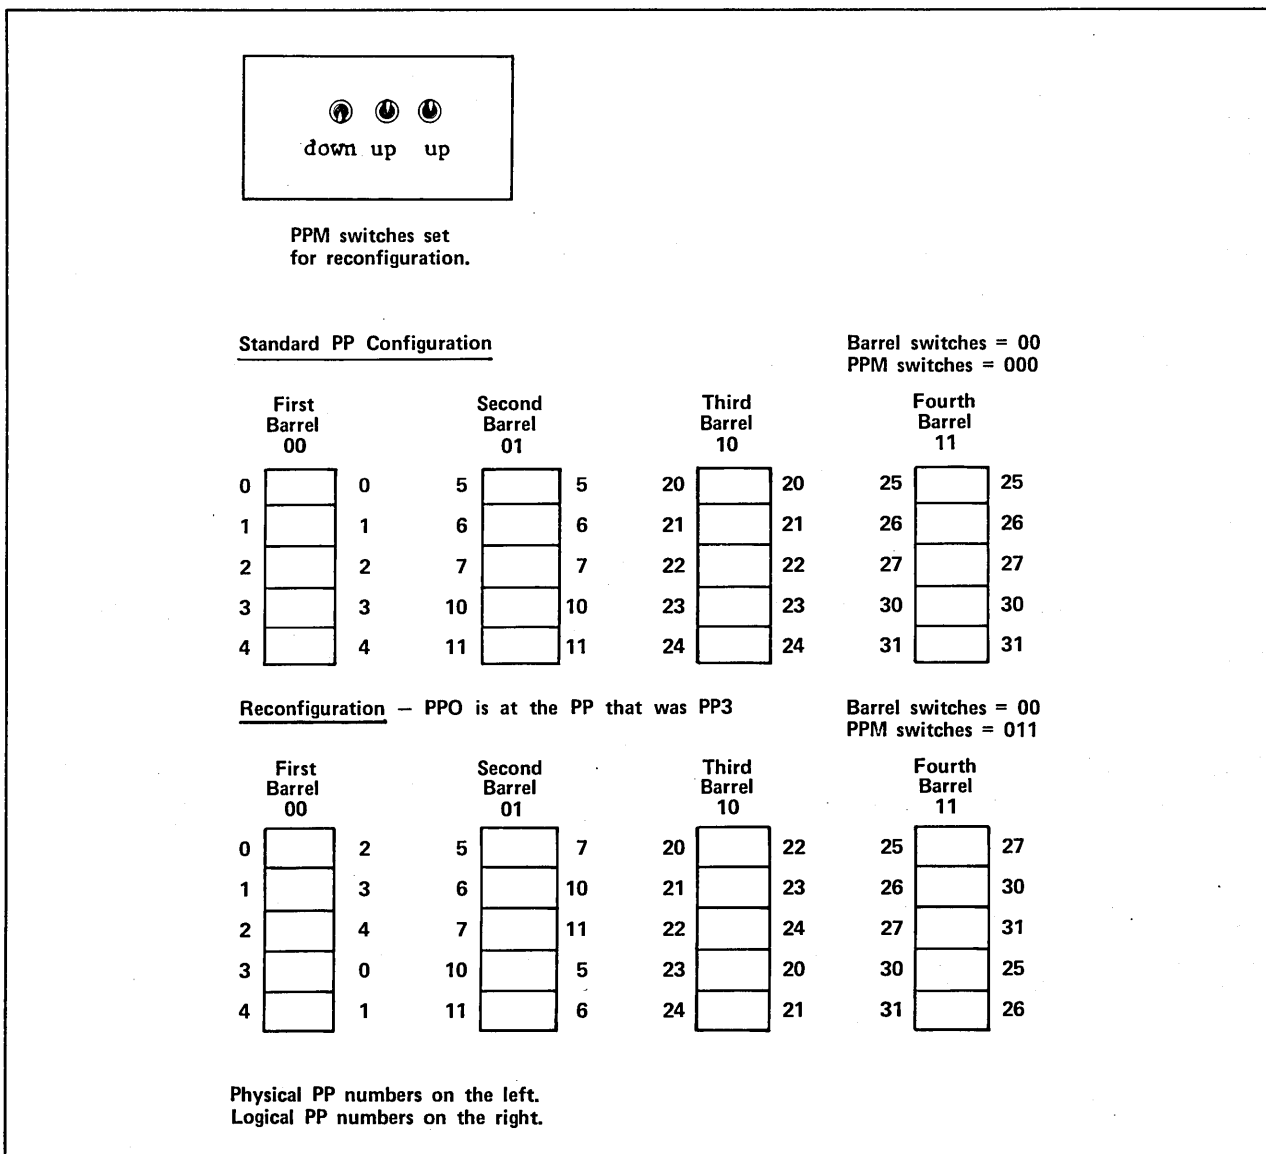 down up up
PPM switches set
for reconfiguration.
Standard PP Configuration
Barrel switches = 00
PPM switches = 000
First Barrel 00
Second Barrel 01
Third Barrel 10
Fourth Barrel 11
0 0 5 5 20 20 25 25
1 1 6 6 21 21 26 26
2 2 7 7 22 22 27 27
3 3 10 10 23 23 30 30
4 4 11 11 24 24 31 31
Reconfiguration — PPO is at the PP that was PP3
Barrel switches = 00
PPM switches = 011
First Barrel 00
Second Barrel 01
Third Barrel 10
Fourth Barrel 11
0 2 5 7 20 22 25 27
1 3 6 10 21 23 26 30
2 4 7 11 22 24 27 31
3 0 10 5 23 20 30 25
4 1 11 6 24 21 31 26
Physical PP numbers on the left.
Logical PP numbers on the right.